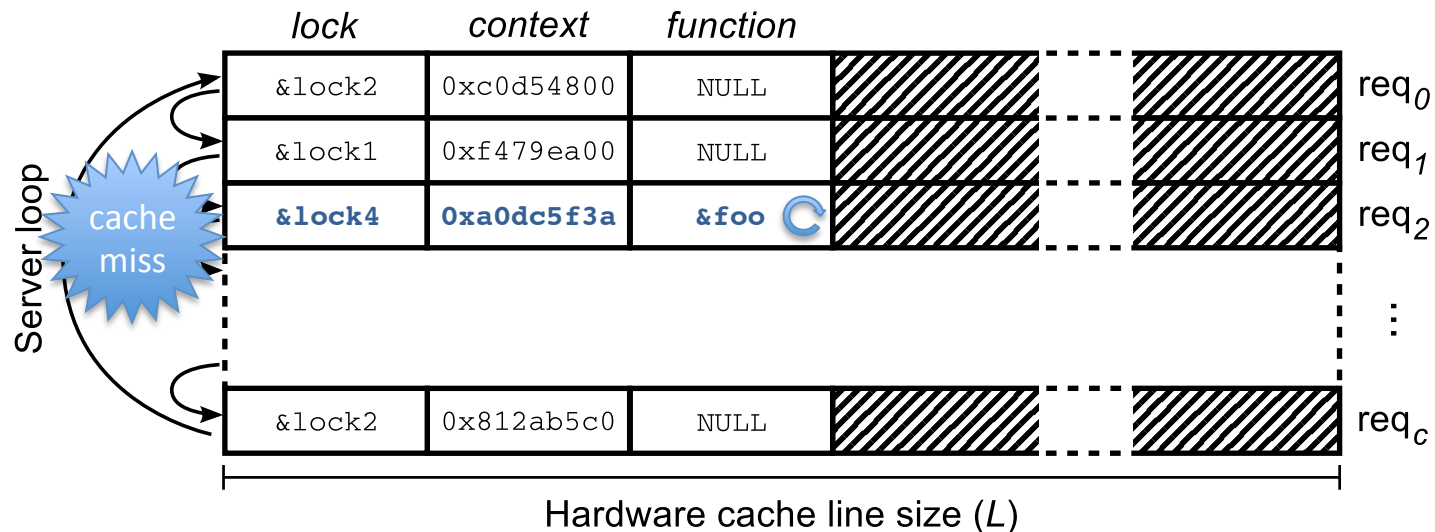 lock context function
&lock2 0xc0d54800 NULL req0
&lock1 0xf479ea00 NULL req1
&lock4 0xa0dc5f3a &foo req2
Server loop
cache
miss
...
&lock2 0x812ab5c0 NULL reqc
Hardware cache line size (L)